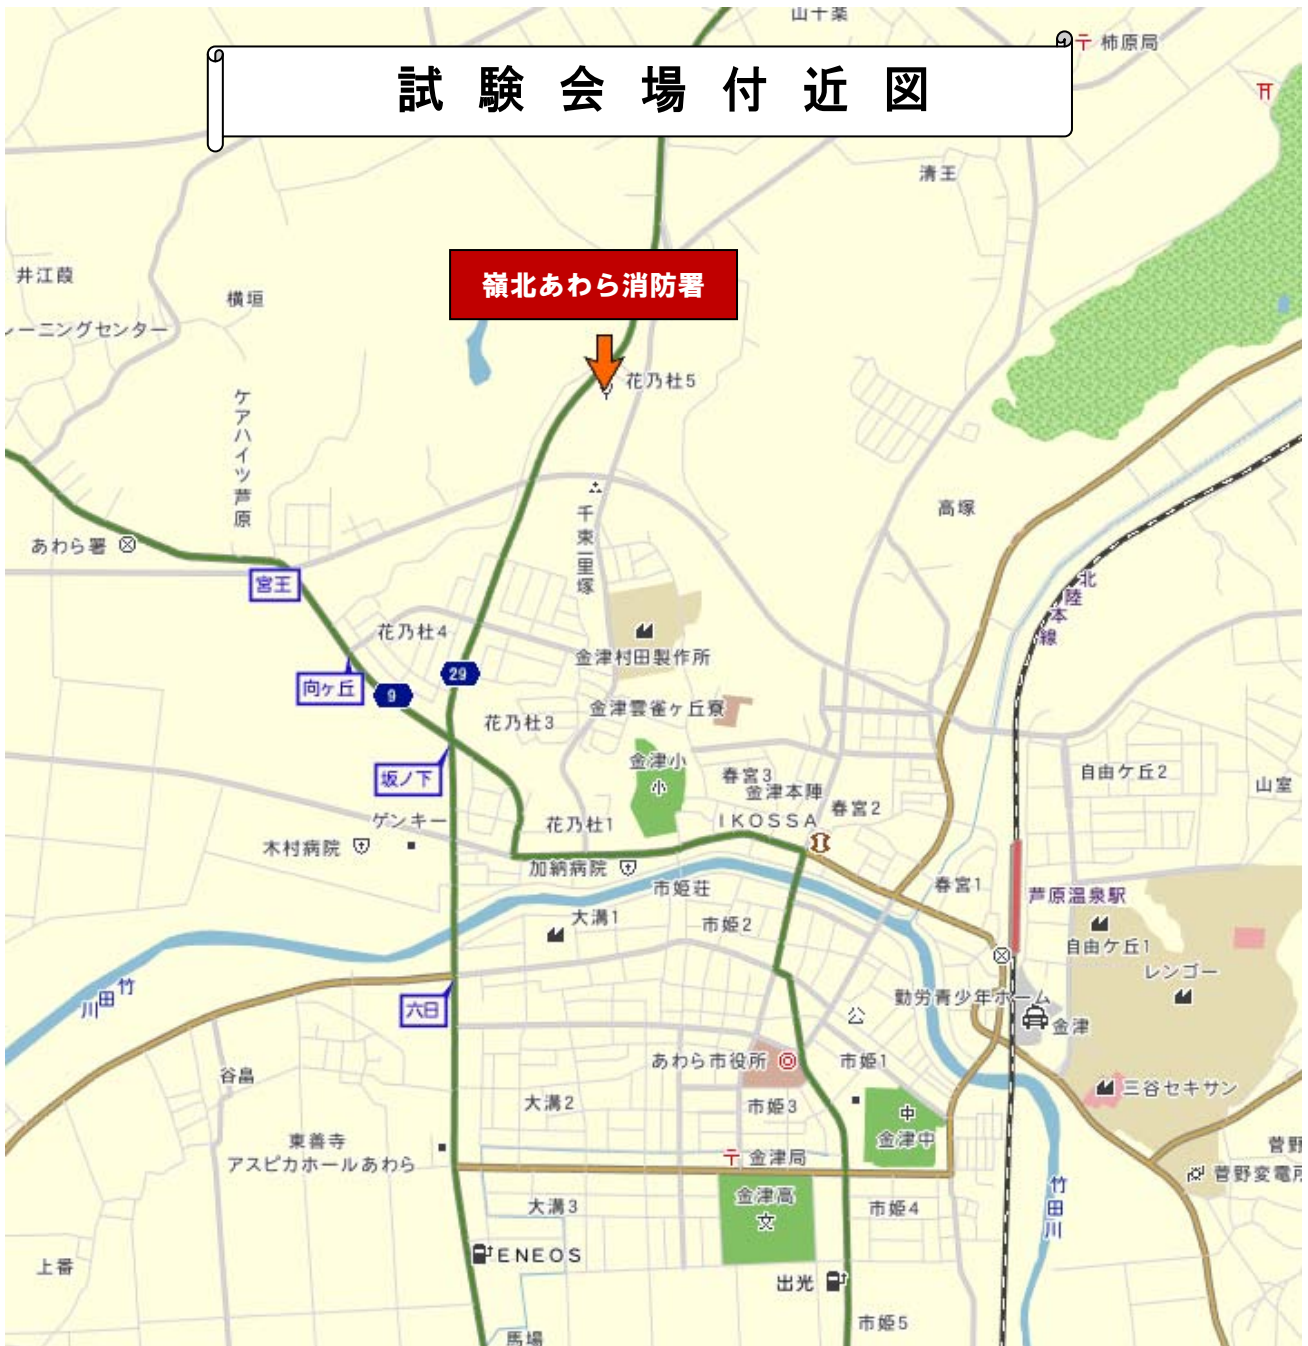 山十楽
〒 柿原局
試験会場付近図
清王
嶺北あわら消防署
井江葭
横垣
レーニングセンター
花乃杜5
ケアハイツ芦原
千束一里塚
高塚
あわら署
宮王
北陸本線
花乃杜4
金津村田製作所
29
向ヶ丘
9
金津雲雀ヶ丘寮
花乃杜3
金津小
小
坂ノ下
春宮3
自由ケ丘2
金津本陣
IKOSSA
山室
春宮2
ゲンキー
花乃杜1
木村病院
加納病院
市姫荘
春宮1
芦原温泉駅
大溝1
市姫2
自由ケ丘1
レンゴー
竹田川
六日
勤労青少年ホーム
公
金津
あわら市役所
市姫1
谷畠
大溝2
市姫3
三谷セキサン
中
金津中
東善寺
アスピカホールあわら
〒 金津局
菅野
菅野変電所
大溝3
金津高
文
市姫4
竹田川
上番
ENEOS
出光
市姫5
馬場